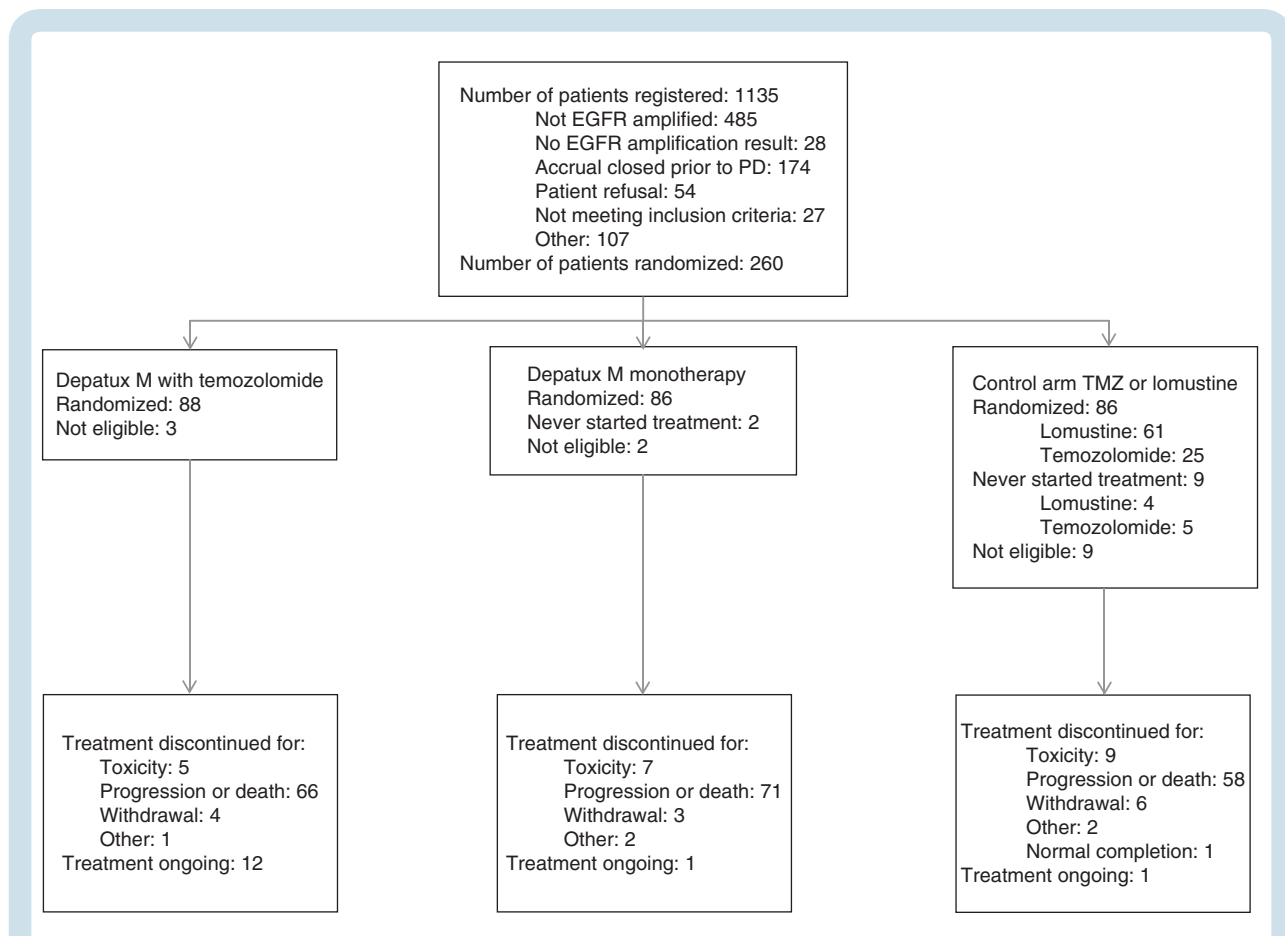 Number of patients registered: 1135
Not EGFR amplified: 485
No EGFR amplification result: 28
Accrual closed prior to PD: 174
Patient refusal: 54
Not meeting inclusion criteria: 27
Other: 107
Number of patients randomized: 260
Depatux M with temozolomide
Randomized: 88
Not eligible: 3
Depatux M monotherapy
Randomized: 86
Never started treatment: 2
Not eligible: 2
Control arm TMZ or lomustine
Randomized: 86
Lomustine: 61
Temozolomide: 25
Never started treatment: 9
Lomustine: 4
Temozolomide: 5
Not eligible: 9
Treatment discontinued for:
Toxicity: 5
Progression or death: 66
Withdrawal: 4
Other: 1
Treatment ongoing: 12
Treatment discontinued for:
Toxicity: 7
Progression or death: 71
Withdrawal: 3
Other: 2
Treatment ongoing: 1
Treatment discontinued for:
Toxicity: 9
Progression or death: 58
Withdrawal: 6
Other: 2
Normal completion: 1
Treatment ongoing: 1